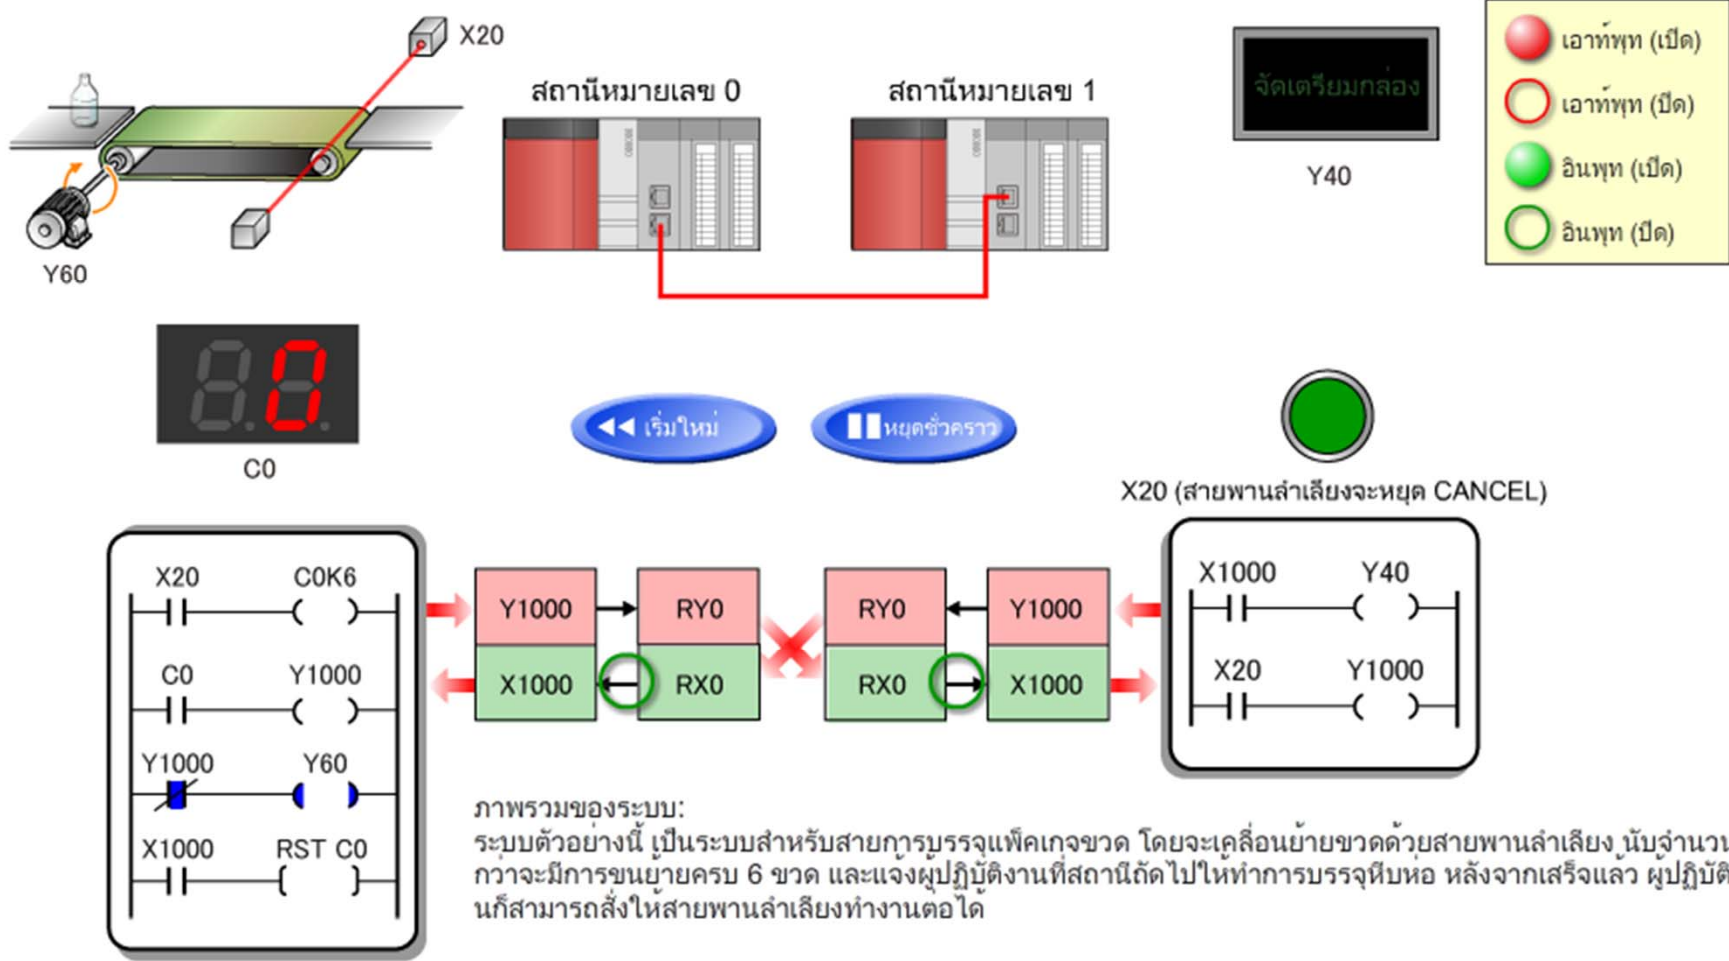 X20
สถานีหมายเลข 0
สถานีหมายเลข 1
จัดเตรียมกล่อง
Y40
เอาท์พุท (เปิด)
เอาท์พุท (ปิด)
อินพุท (เปิด)
อินพุท (ปิด)
Y60
C0
เริ่มใหม่
หยุดชั่วคราว
X20 (สายพานลำเลียงจะหยุด CANCEL)
X20 C0K6
C0 Y1000
Y1000 Y60
X1000 RST C0
Y1000 RY0
X1000 RX0
RY0 Y1000
RX0 X1000
X1000 Y40
X20 Y1000
ภาพรวมของระบบ:
ระบบตัวอย่างนี้ เป็นระบบสำหรับสายการบรรจุแพ็คเกจขวด โดยจะเคลื่อนย้ายขวดด้วยสายพานลำเลียง นับจำนวน
กว่าจะมีการขนย้ายครบ 6 ขวด และแจ้งผู้ปฏิบัติงานที่สถานีถัดไปให้ทำการบรรจุหีบห่อ หลังจากเสร็จแล้ว ผู้ปฏิบัติ
นก็สามารถสั่งให้สายพานลำเลียงทำงานต่อได้